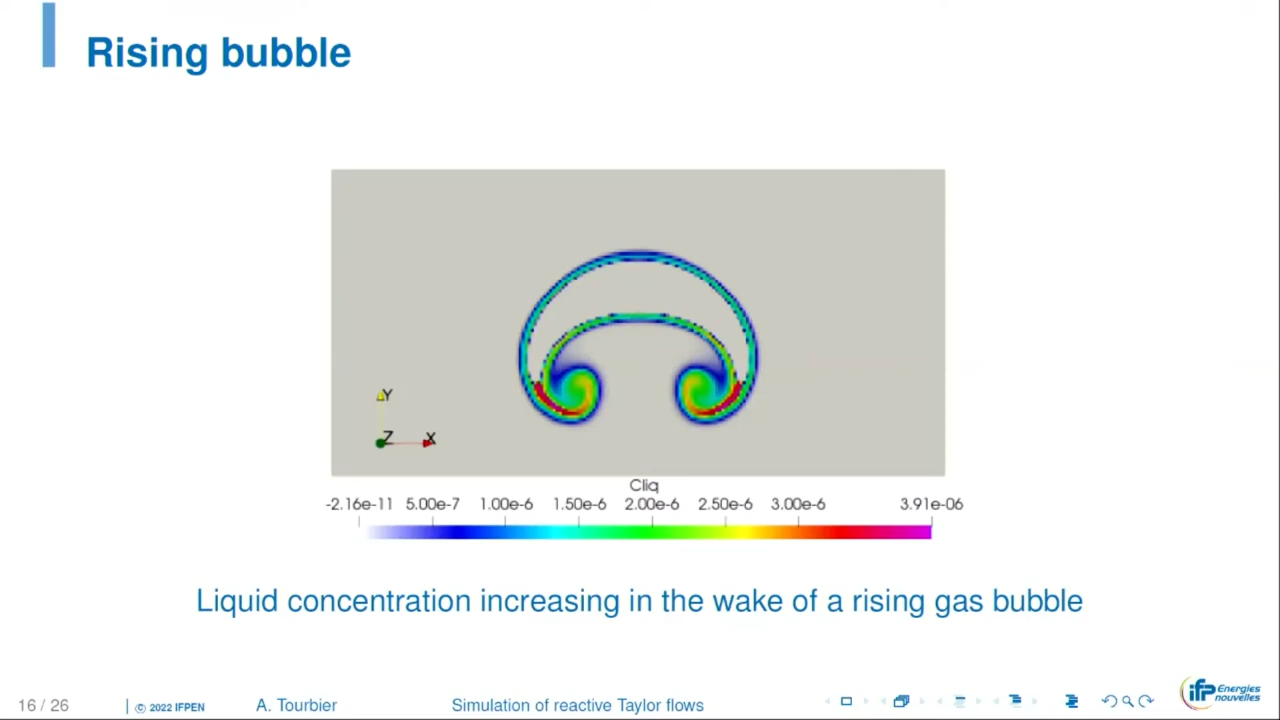 Rising bubble
Y
Z X
Cliq
-2.16e-11 5.00e-7 1.00e-6 1.50e-6 2.00e-6 2.50e-6 3.00e-6 3.91e-06
Liquid concentration increasing in the wake of a rising gas bubble
16 / 26 | © 2022 IFPEN A. Tourbier Simulation of reactive Taylor flows
ifp Energies nouvelles